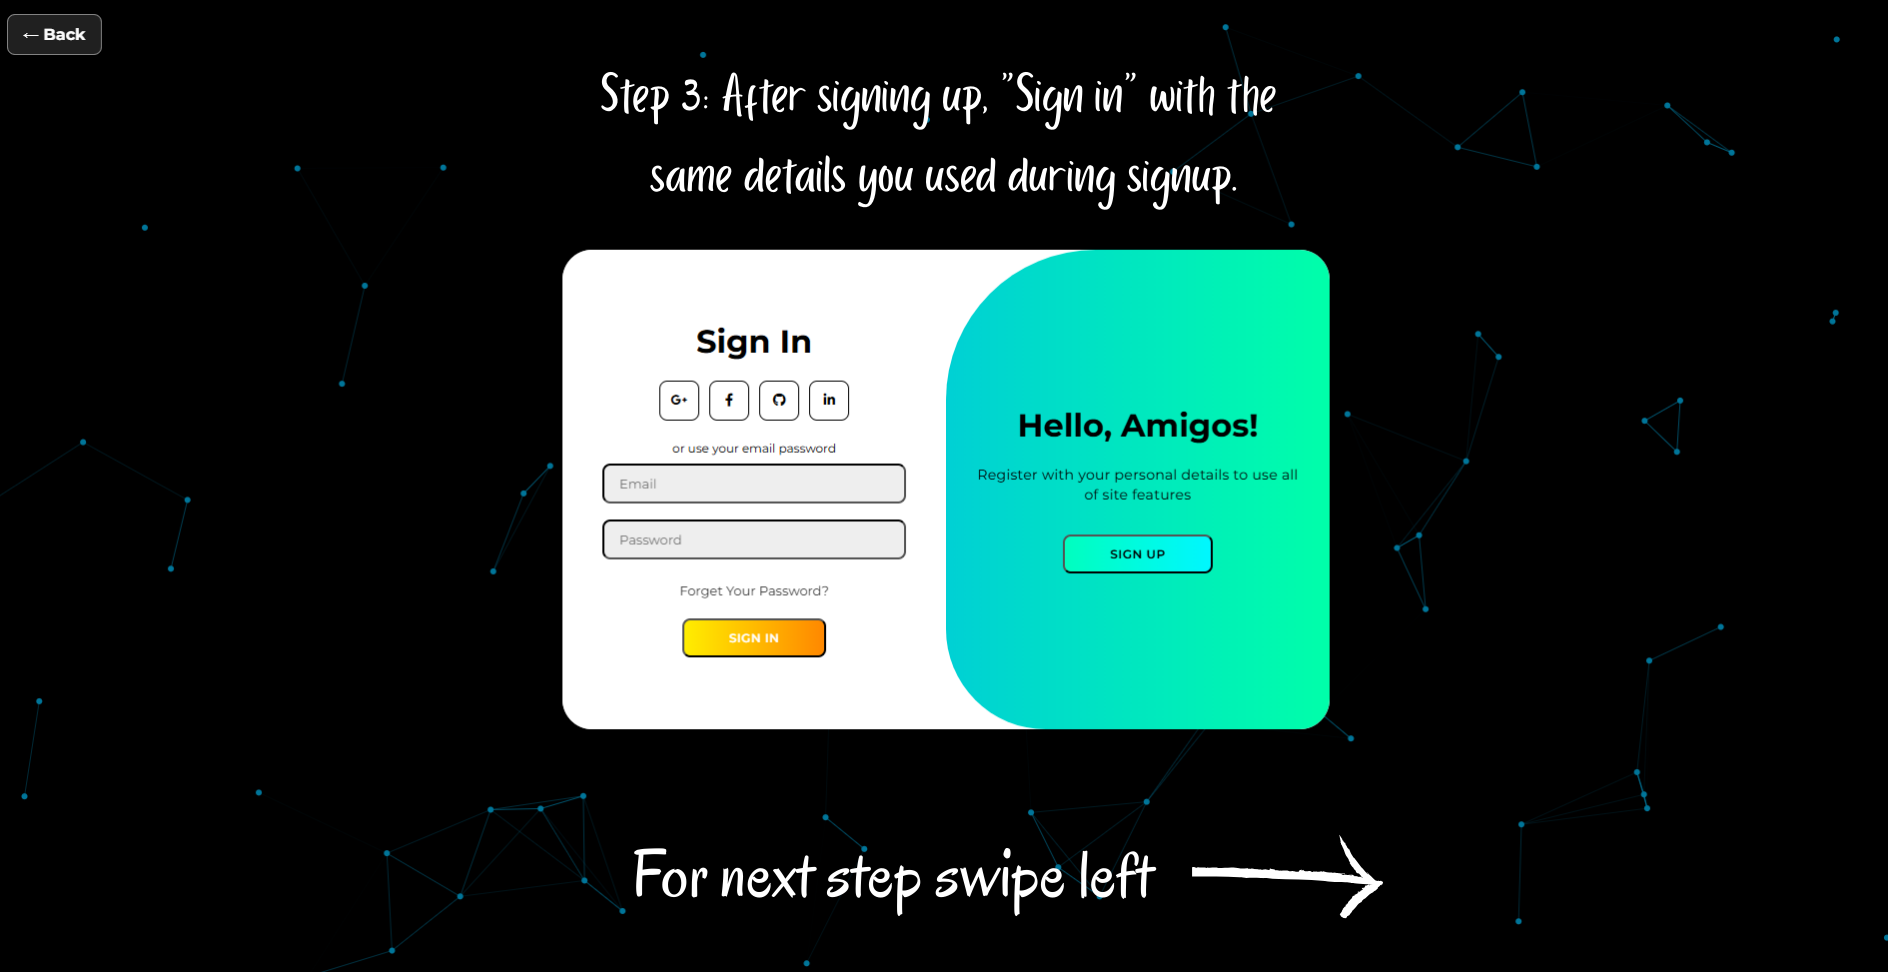 ← Back
Step 3: After signing up, "Sign in" with the
same details you used during signup.
Sign In
G+ f in
or use your email password
Email
Password
Forget Your Password?
SIGN IN
Hello, Amigos!
Register with your personal details to use all
of site features
SIGN UP
For next step swipe left